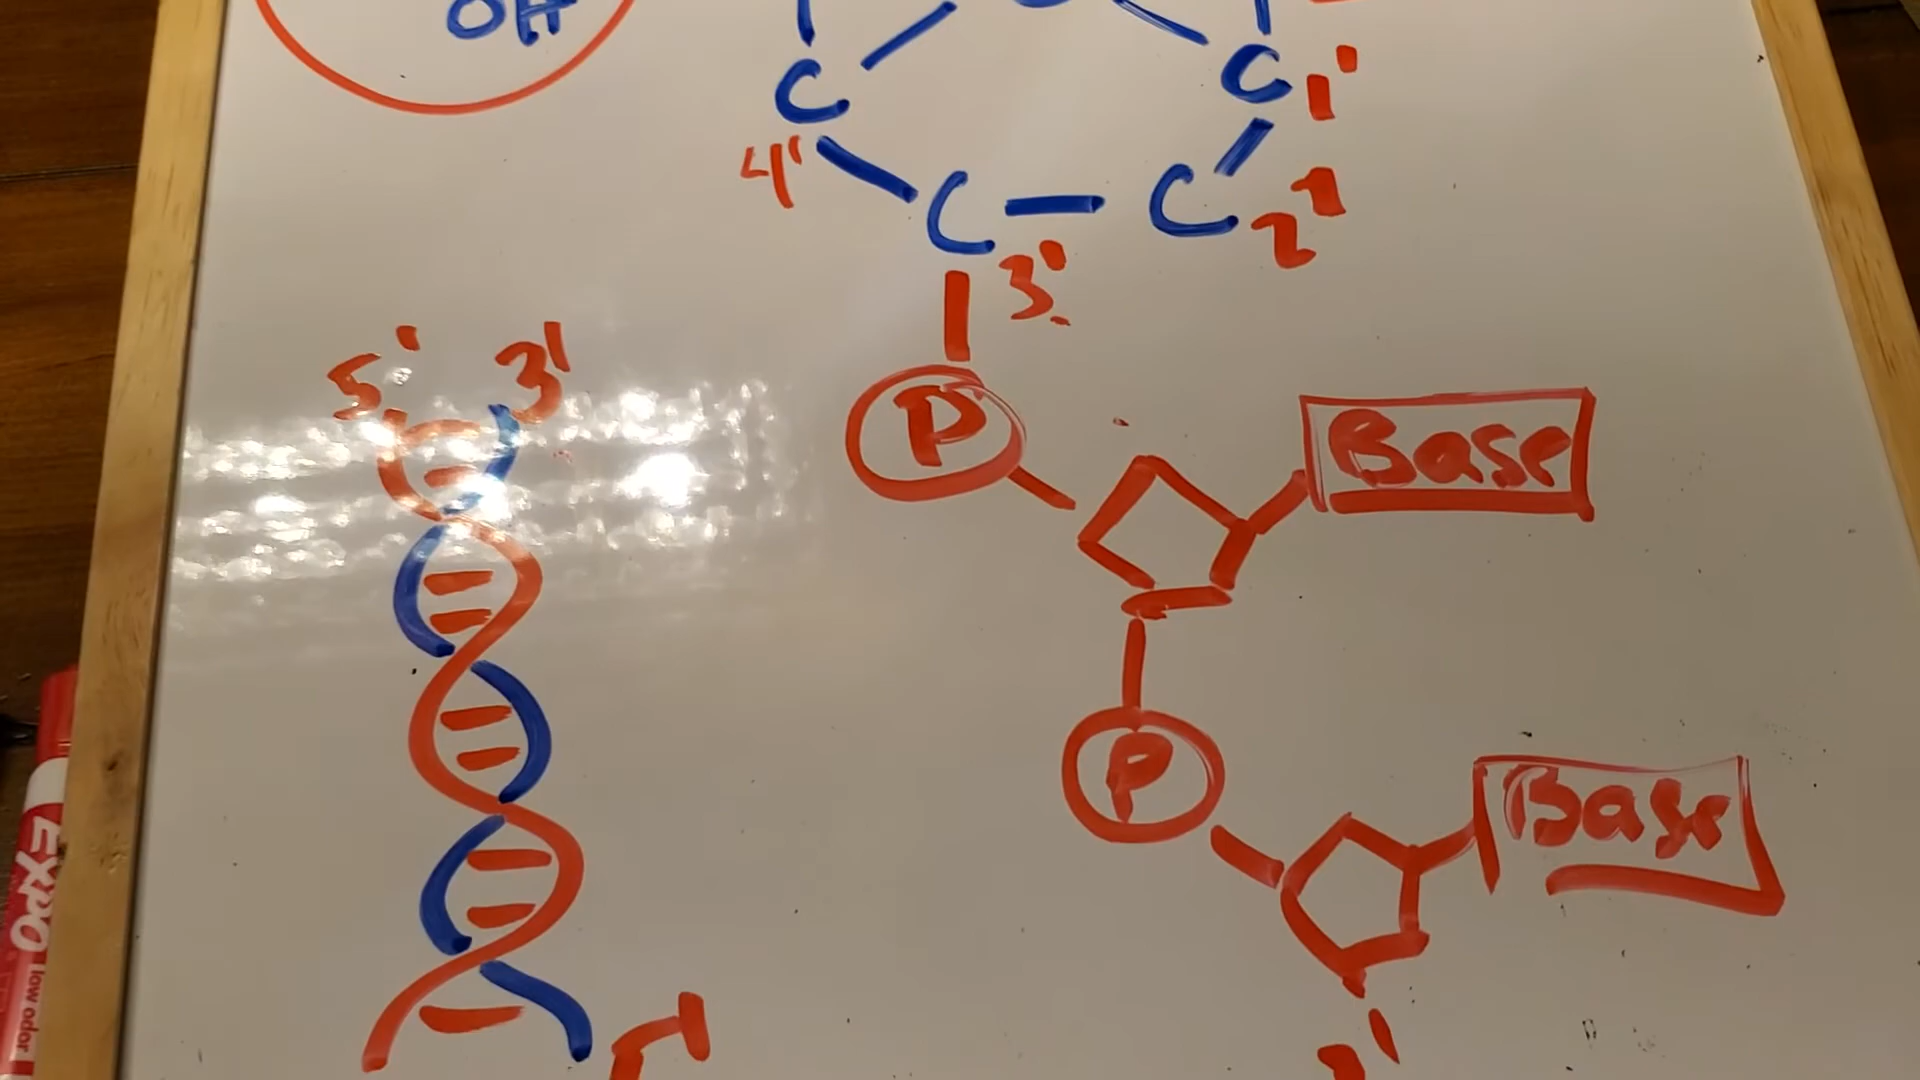 OH
C
C 1'
4'
C
C 2'
3'
5' 3'
P
Base
P
Base
EXPO
low odor